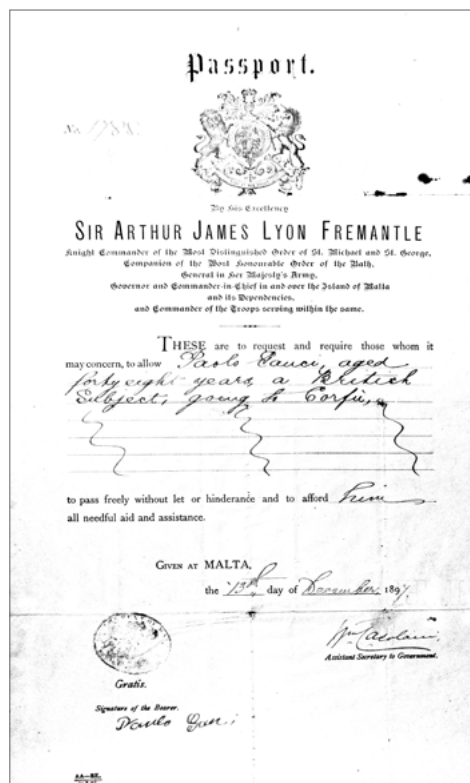 Passport.
No.
By His Excellency
SIR ARTHUR JAMES LYON FREMANTLE
Knight Commander of the Most Distinguished Order of St. Michael and St. George,
Companion of the Most Honourable Order of the Bath,
General in Her Majesty's Army,
Governor and Commander-in-Chief in and over the Island of Malta
and its Dependencies,
and Commander of the Troops serving within the same.
THESE are to request and require those whom it
may concern, to allow Paolo Gauci, aged
forty eight years, a British
Subject, going to Corfu,
to pass freely without let or hinderance and to afford him
all needful aid and assistance.
GIVEN AT MALTA,
the 13th day of December 1897.
Assistant Secretary to Government.
Gratis.
Signature of the Bearer.